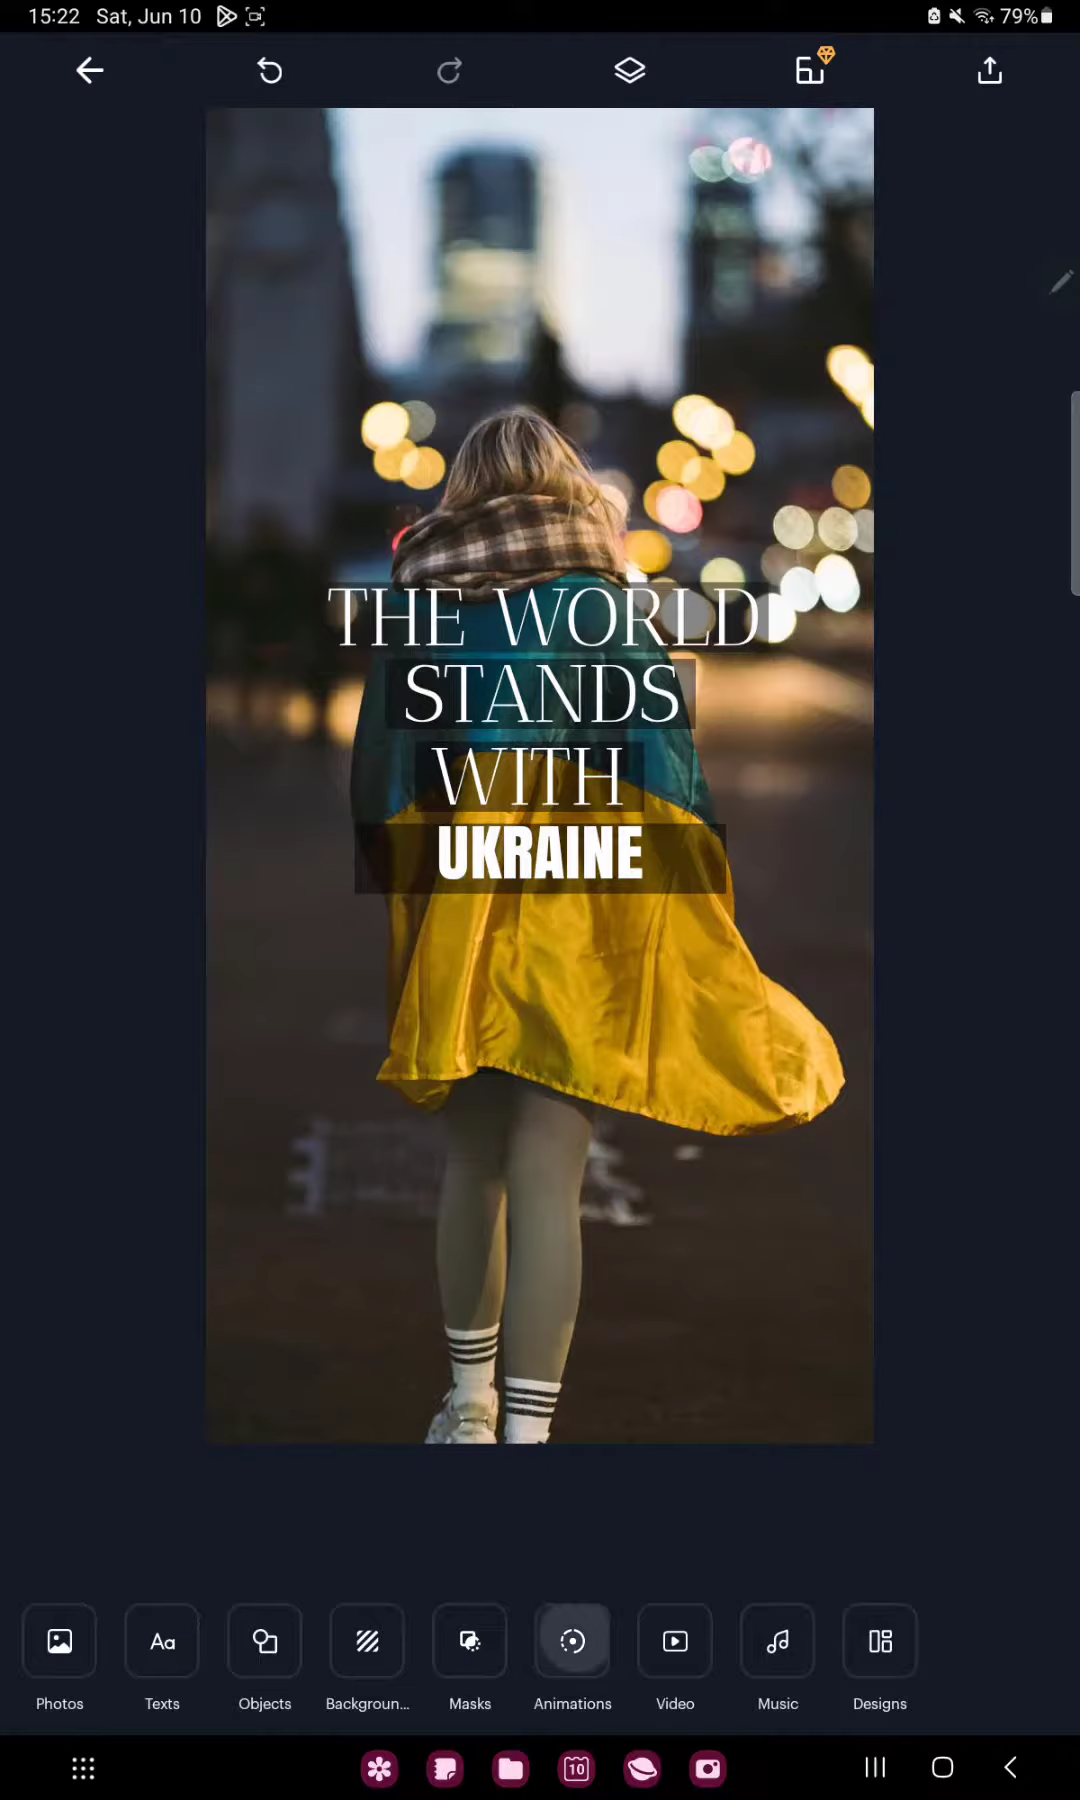 15:22 Sat, Jun 10 79%
THE WORLD
STANDS
WITH
UKRAINE
Photos Texts Objects Backgroun... Masks Animations Video Music Designs
10